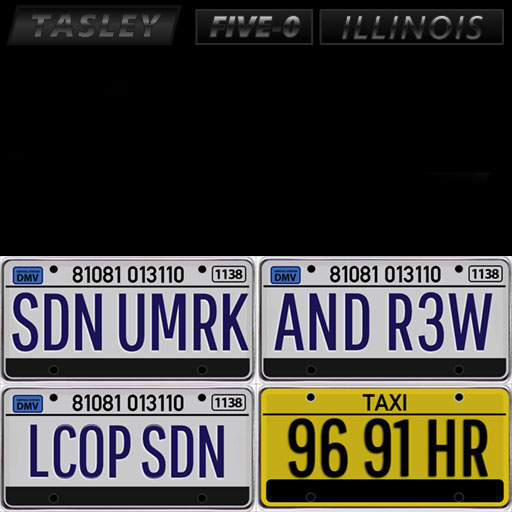 TASLEY FIVE-0 ILLINOIS
DMV 81081 013110 1138
SDN UMRK
DMV 81081 013110 1138
AND R3W
DMV 81081 013110 1138
LCOP SDN
TAXI
96 91 HR